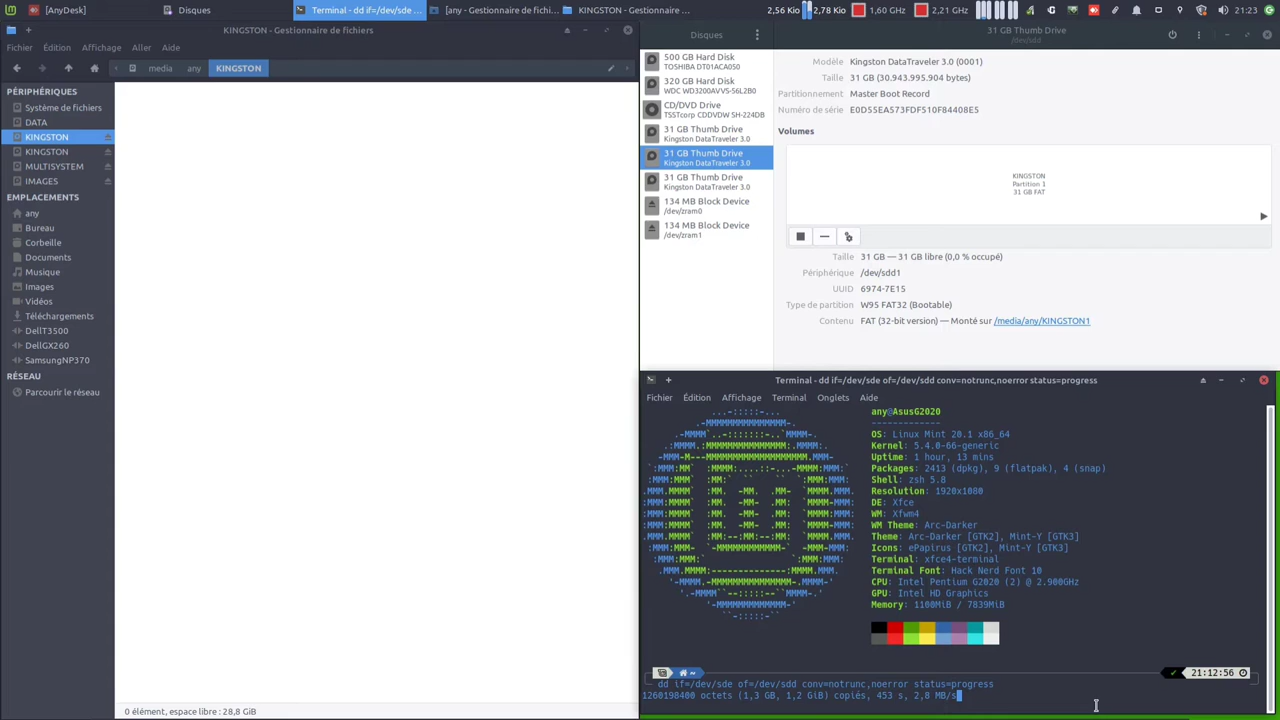 [AnyDesk]
Disques
Terminal - dd if=/dev/sde ...
[any - Gestionnaire de fichi...
KINGSTON - Gestionnaire ...
2,56 Kio
2,78 Kio
1,60 GHz
2,21 GHz
21:23
KINGSTON - Gestionnaire de fichiers
Fichier Édition Affichage Aller Aide
media any KINGSTON
PÉRIPHÉRIQUES
Système de fichiers
DATA
KINGSTON
KINGSTON
MULTISYSTEM
IMAGES
EMPLACEMENTS
any
Bureau
Corbeille
Documents
Musique
Images
Vidéos
Téléchargements
DellT3500
DellGX260
SamsungNP370
RÉSEAU
Parcourir le réseau
0 élément, espace libre : 28,8 GiB
Disques
500 GB Hard Disk
TOSHIBA DT01ACA050
320 GB Hard Disk
WDC WD3200AVVS-56L2B0
CD/DVD Drive
TSSTcorp CDDVDW SH-224DB
31 GB Thumb Drive
Kingston DataTraveler 3.0
31 GB Thumb Drive
Kingston DataTraveler 3.0
31 GB Thumb Drive
Kingston DataTraveler 3.0
134 MB Block Device
/dev/zram0
134 MB Block Device
/dev/zram1
31 GB Thumb Drive
/dev/sdd
Modèle Kingston DataTraveler 3.0 (0001)
Taille 31 GB (30.943.995.904 bytes)
Partitionnement Master Boot Record
Numéro de série E0D55EA573FDF510F84408E5
Volumes
KINGSTON
Partition 1
31 GB FAT
Taille 31 GB — 31 GB libre (0,0 % occupé)
Périphérique /dev/sdd1
UUID 6974-7E15
Type de partition W95 FAT32 (Bootable)
Contenu FAT (32-bit version) — Monté sur /media/any/KINGSTON1
Terminal - dd if=/dev/sde of=/dev/sdd conv=notrunc,noerror status=progress
Fichier Édition Affichage Terminal Onglets Aide
any@AsusG2020
-------------
OS: Linux Mint 20.1 x86_64
Kernel: 5.4.0-66-generic
Uptime: 1 hour, 13 mins
Packages: 2413 (dpkg), 9 (flatpak), 4 (snap)
Shell: zsh 5.8
Resolution: 1920x1080
DE: Xfce
WM: Xfwm4
WM Theme: Arc-Darker
Theme: Arc-Darker [GTK2], Mint-Y [GTK3]
Icons: ePapirus [GTK2], Mint-Y [GTK3]
Terminal: xfce4-terminal
Terminal Font: Hack Nerd Font 10
CPU: Intel Pentium G2020 (2) @ 2.900GHz
GPU: Intel HD Graphics
Memory: 1100MiB / 7839MiB
~ 21:12:56
dd if=/dev/sde of=/dev/sdd conv=notrunc,noerror status=progress
1260198400 octets (1,3 GB, 1,2 GiB) copiés, 453 s, 2,8 MB/s